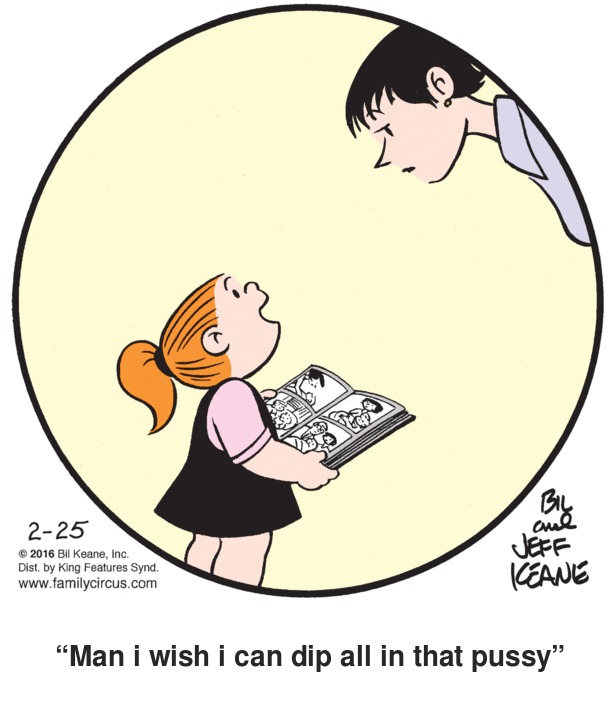 2-25
© 2016 Bil Keane, Inc.
Dist. by King Features Synd.
www.familycircus.com
BIL
and
JEFF
KEANE
“Man i wish i can dip all in that pussy”